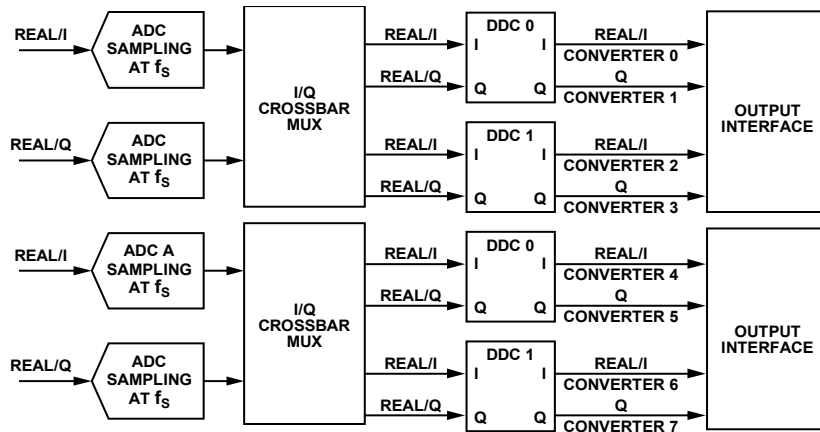 REAL/I
ADC
SAMPLING
AT fS
REAL/Q
ADC
SAMPLING
AT fS
I/Q
CROSSBAR
MUX
REAL/I
REAL/Q
REAL/I
REAL/Q
DDC 0
I I
Q Q
DDC 1
I I
Q Q
REAL/I
CONVERTER 0
Q
CONVERTER 1
REAL/I
CONVERTER 2
Q
CONVERTER 3
OUTPUT
INTERFACE
REAL/I
ADC A
SAMPLING
AT fS
REAL/Q
ADC
SAMPLING
AT fS
I/Q
CROSSBAR
MUX
REAL/I
REAL/Q
REAL/I
REAL/Q
DDC 0
I I
Q Q
DDC 1
I I
Q Q
REAL/I
CONVERTER 4
Q
CONVERTER 5
REAL/I
CONVERTER 6
Q
CONVERTER 7
OUTPUT
INTERFACE